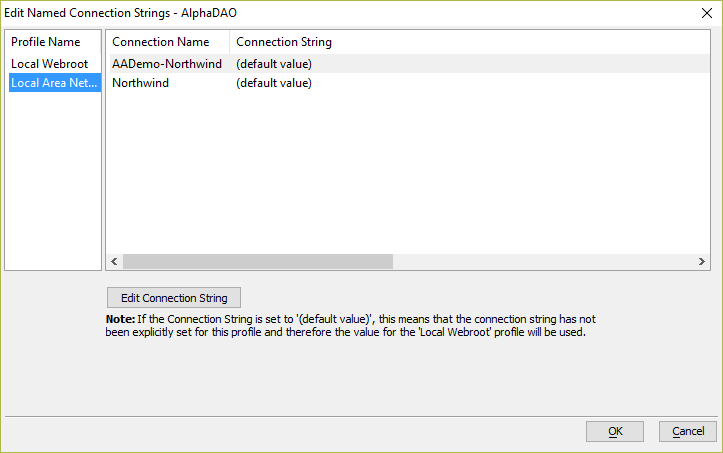 Edit Named Connection Strings - AlphaDAO
Profile Name
Local Webroot
Local Area Net...
Connection Name Connection String
AADemo-Northwind (default value)
Northwind (default value)
Edit Connection String
Note: If the Connection String is set to '(default value)', this means that the connection string has not
been explicitly set for this profile and therefore the value for the 'Local Webroot' profile will be used.
OK Cancel